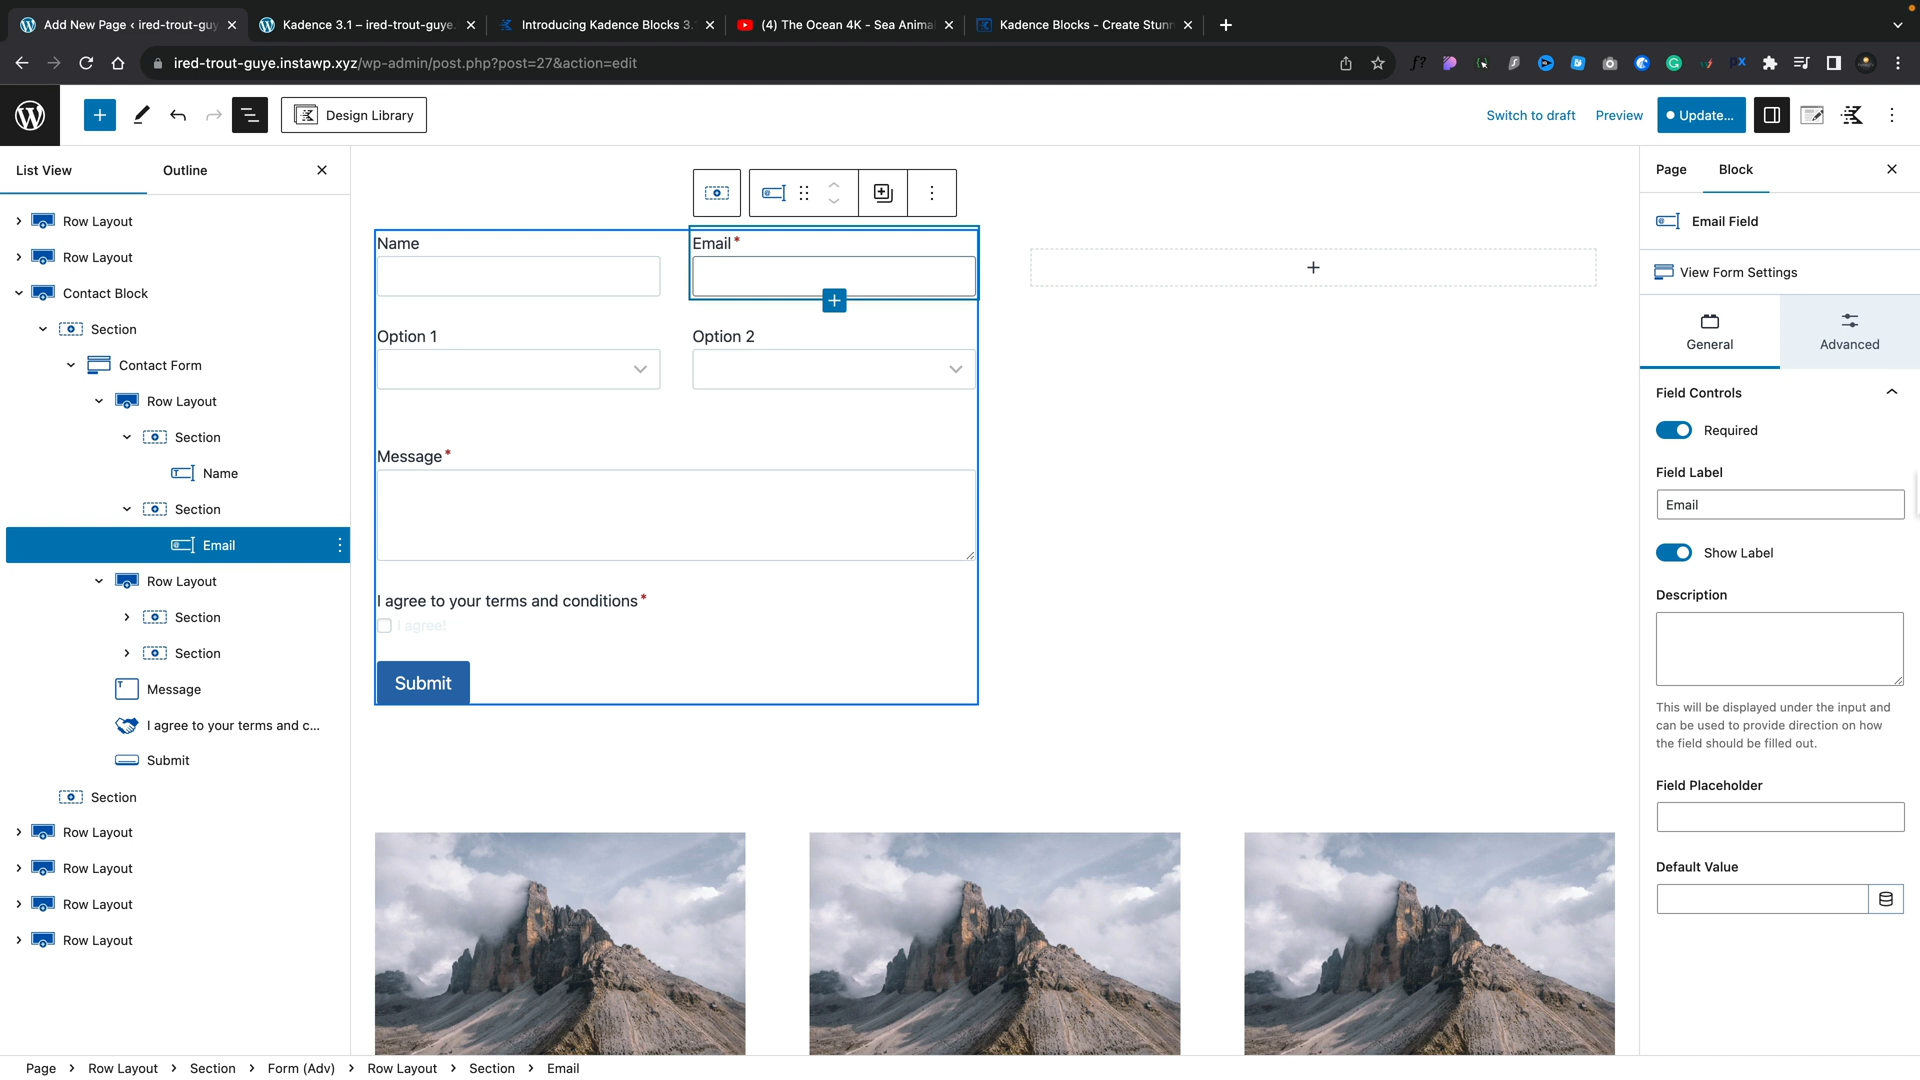 Add New Page ‹ ired-trout-guy
Kadence 3.1 – ired-trout-guye.
Introducing Kadence Blocks 3.
(4) The Ocean 4K - Sea Animal
Kadence Blocks - Create Stunn
ired-trout-guye.instawp.xyz/wp-admin/post.php?post=27&action=edit
Design Library
Switch to draft
Preview
Update...
List View
Outline
Row Layout
Row Layout
Contact Block
Section
Contact Form
Row Layout
Section
Name
Section
Email
Row Layout
Section
Section
Message
I agree to your terms and c...
Submit
Section
Row Layout
Row Layout
Row Layout
Row Layout
Name
Email*
Option 1
Option 2
Message*
I agree to your terms and conditions*
I agree!
Submit
Page
Block
Email Field
View Form Settings
General
Advanced
Field Controls
Required
Field Label
Email
Show Label
Description
This will be displayed under the input and
can be used to provide direction on how
the field should be filled out.
Field Placeholder
Default Value
Page > Row Layout > Section > Form (Adv) > Row Layout > Section > Email